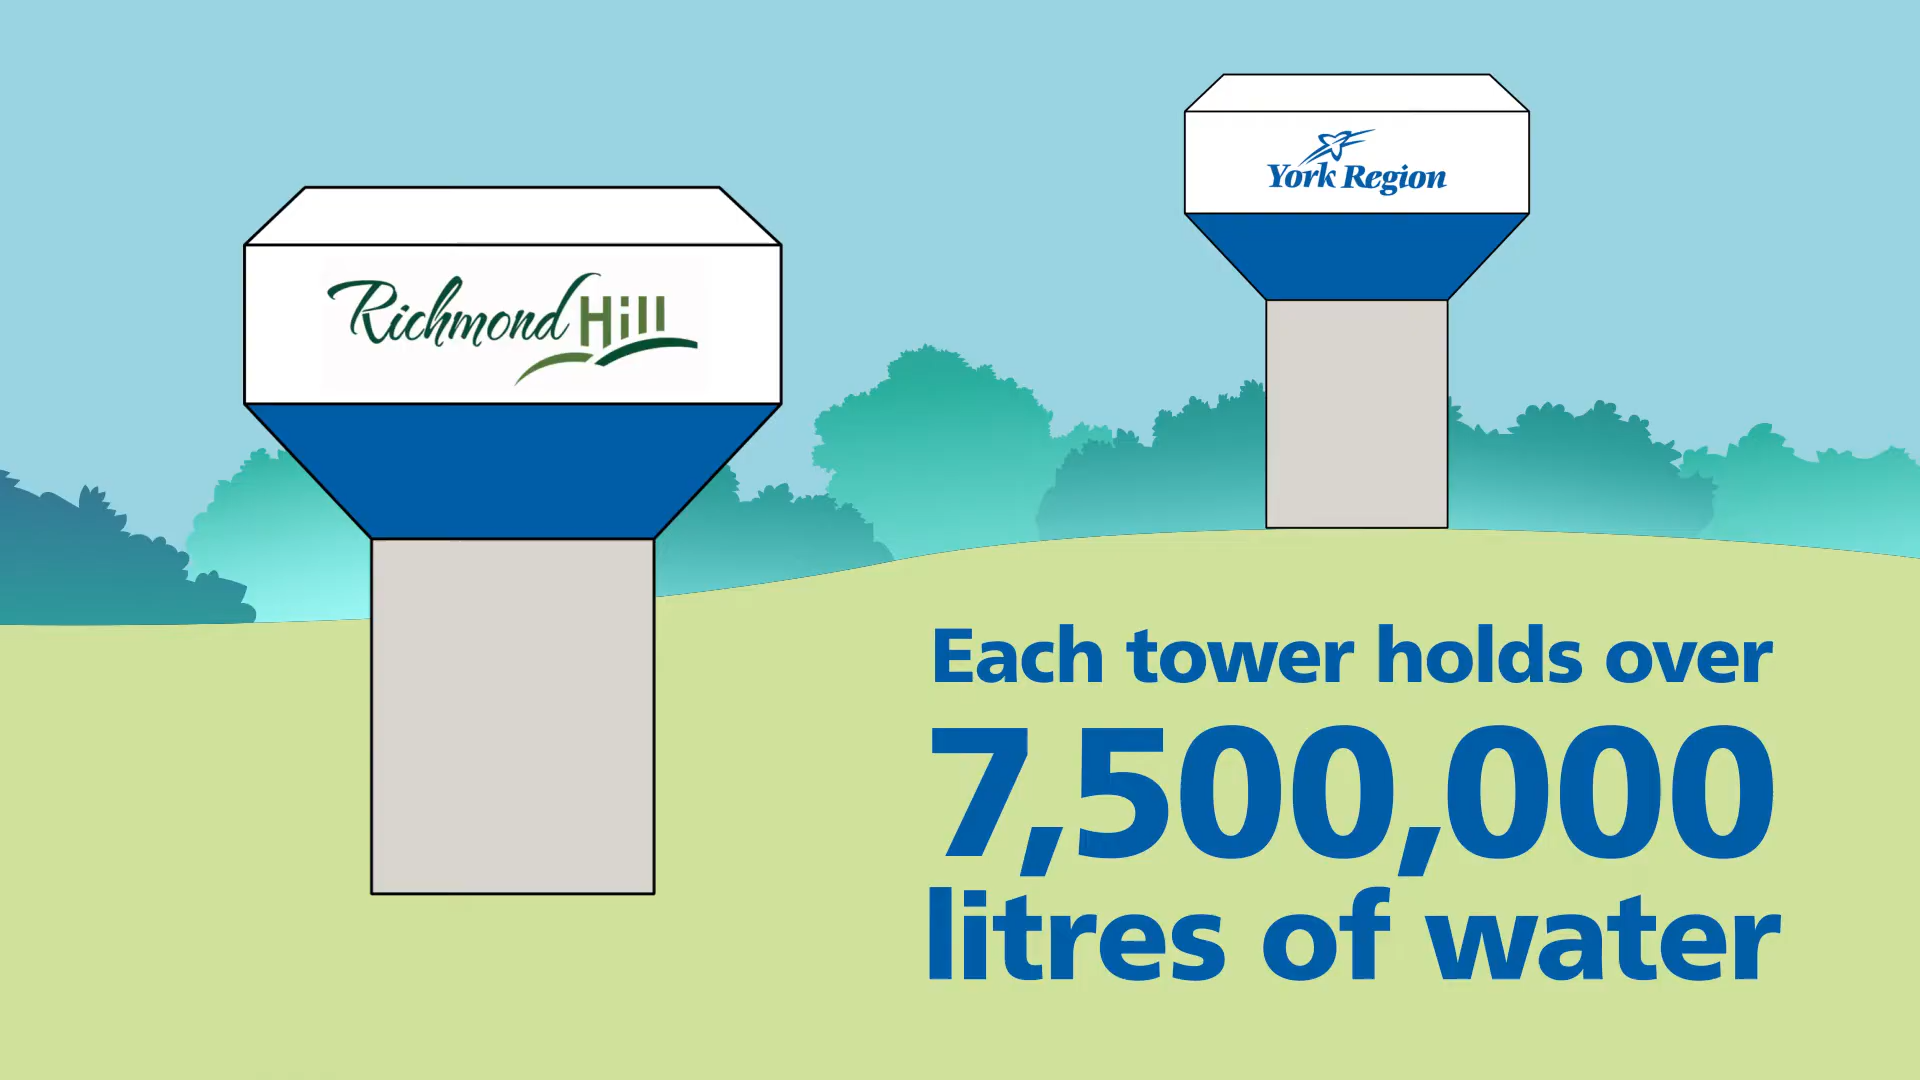 York Region
Richmond Hill
Each tower holds over
7,500,000
litres of water